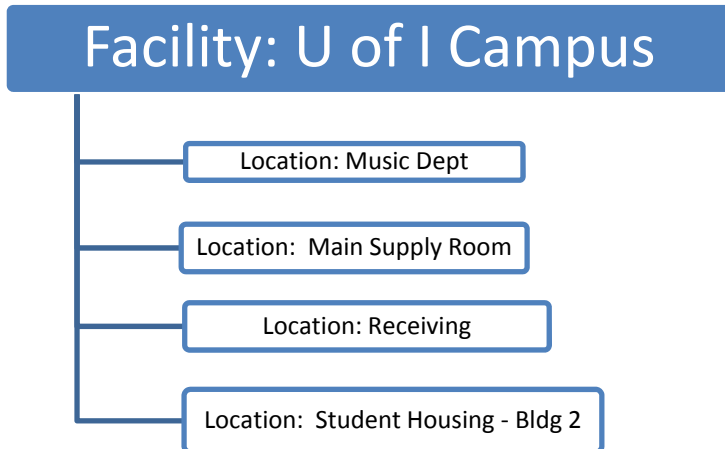 Facility: U of I Campus
Location: Music Dept
Location:  Main Supply Room
Location: Receiving
Location:  Student Housing - Bldg 2